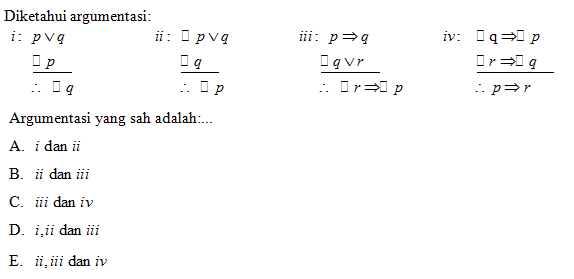 Diketahui argumentasi:
i: p ∨ q ii: □ p ∨ q iii: p ⇒ q iv: □ q ⇒ □ p
□ p □ q □ q ∨ r □ r ⇒ □ q
∴ □ q ∴ □ p ∴ □ r ⇒ □ p ∴ p ⇒ r
Argumentasi yang sah adalah:...
A. i dan ii
B. ii dan iii
C. iii dan iv
D. i,ii dan iii
E. ii,iii dan iv